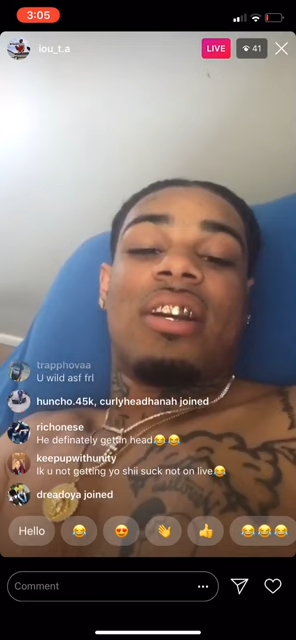 3:05
iou_t.a
LIVE
41
trapphovaa
U wild asf frl
huncho.45k, curlyheadhanah joined
richonese
He definately gettin head😂😂
keepupwithunity
Ik u not getting yo shii suck not on live😂
dreadoya joined
Hello 😂 😍 👋 👍 😂😂😂
Comment